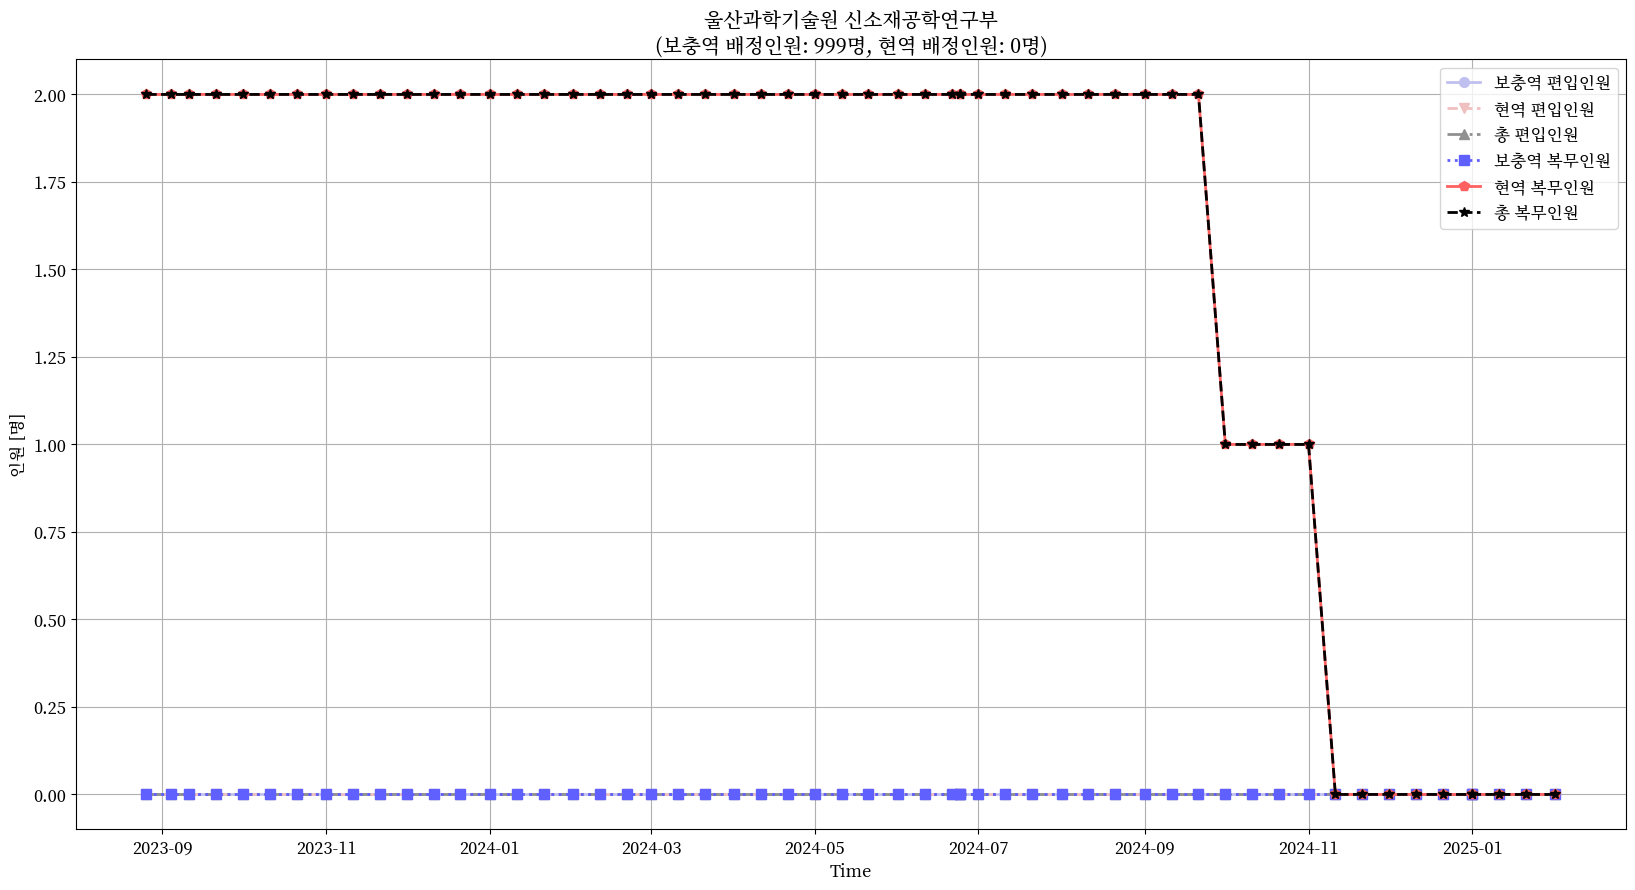 울산과학기술원 신소재공학연구부
(보충역 배정인원: 999명, 현역 배정인원: 0명)
보충역 편입인원
현역 편입인원
총 편입인원
보충역 복무인원
현역 복무인원
총 복무인원
인원 [명]
2.00
1.75
1.50
1.25
1.00
0.75
0.50
0.25
0.00
2023-09 2023-11 2024-01 2024-03 2024-05 2024-07 2024-09 2024-11 2025-01
Time